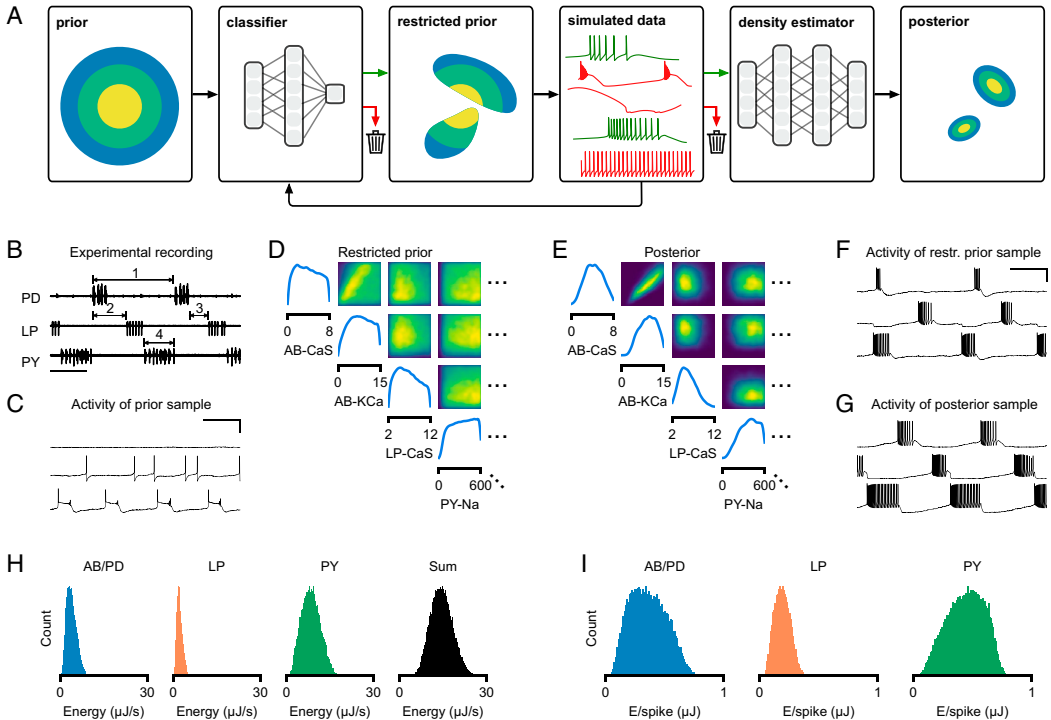 A
prior
classifier
restricted prior
simulated data
density estimator
posterior
B
Experimental recording
1
PD
2
3
LP
4
PY
C
Activity of prior sample
D
Restricted prior
...
0 8
AB-CaS
...
0 15
AB-KCa
...
2 12
LP-CaS
...
0 600
PY-Na
...
E
Posterior
...
0 8
AB-CaS
...
0 15
AB-KCa
...
2 12
LP-CaS
...
0 600
PY-Na
...
F
Activity of restr. prior sample
G
Activity of posterior sample
H
AB/PD LP PY Sum
Count
0 30 0 30 0 30 0 30
Energy (μJ/s) Energy (μJ/s) Energy (μJ/s) Energy (μJ/s)
I
AB/PD LP PY
Count
0 1 0 1 0 1
E/spike (μJ) E/spike (μJ) E/spike (μJ)